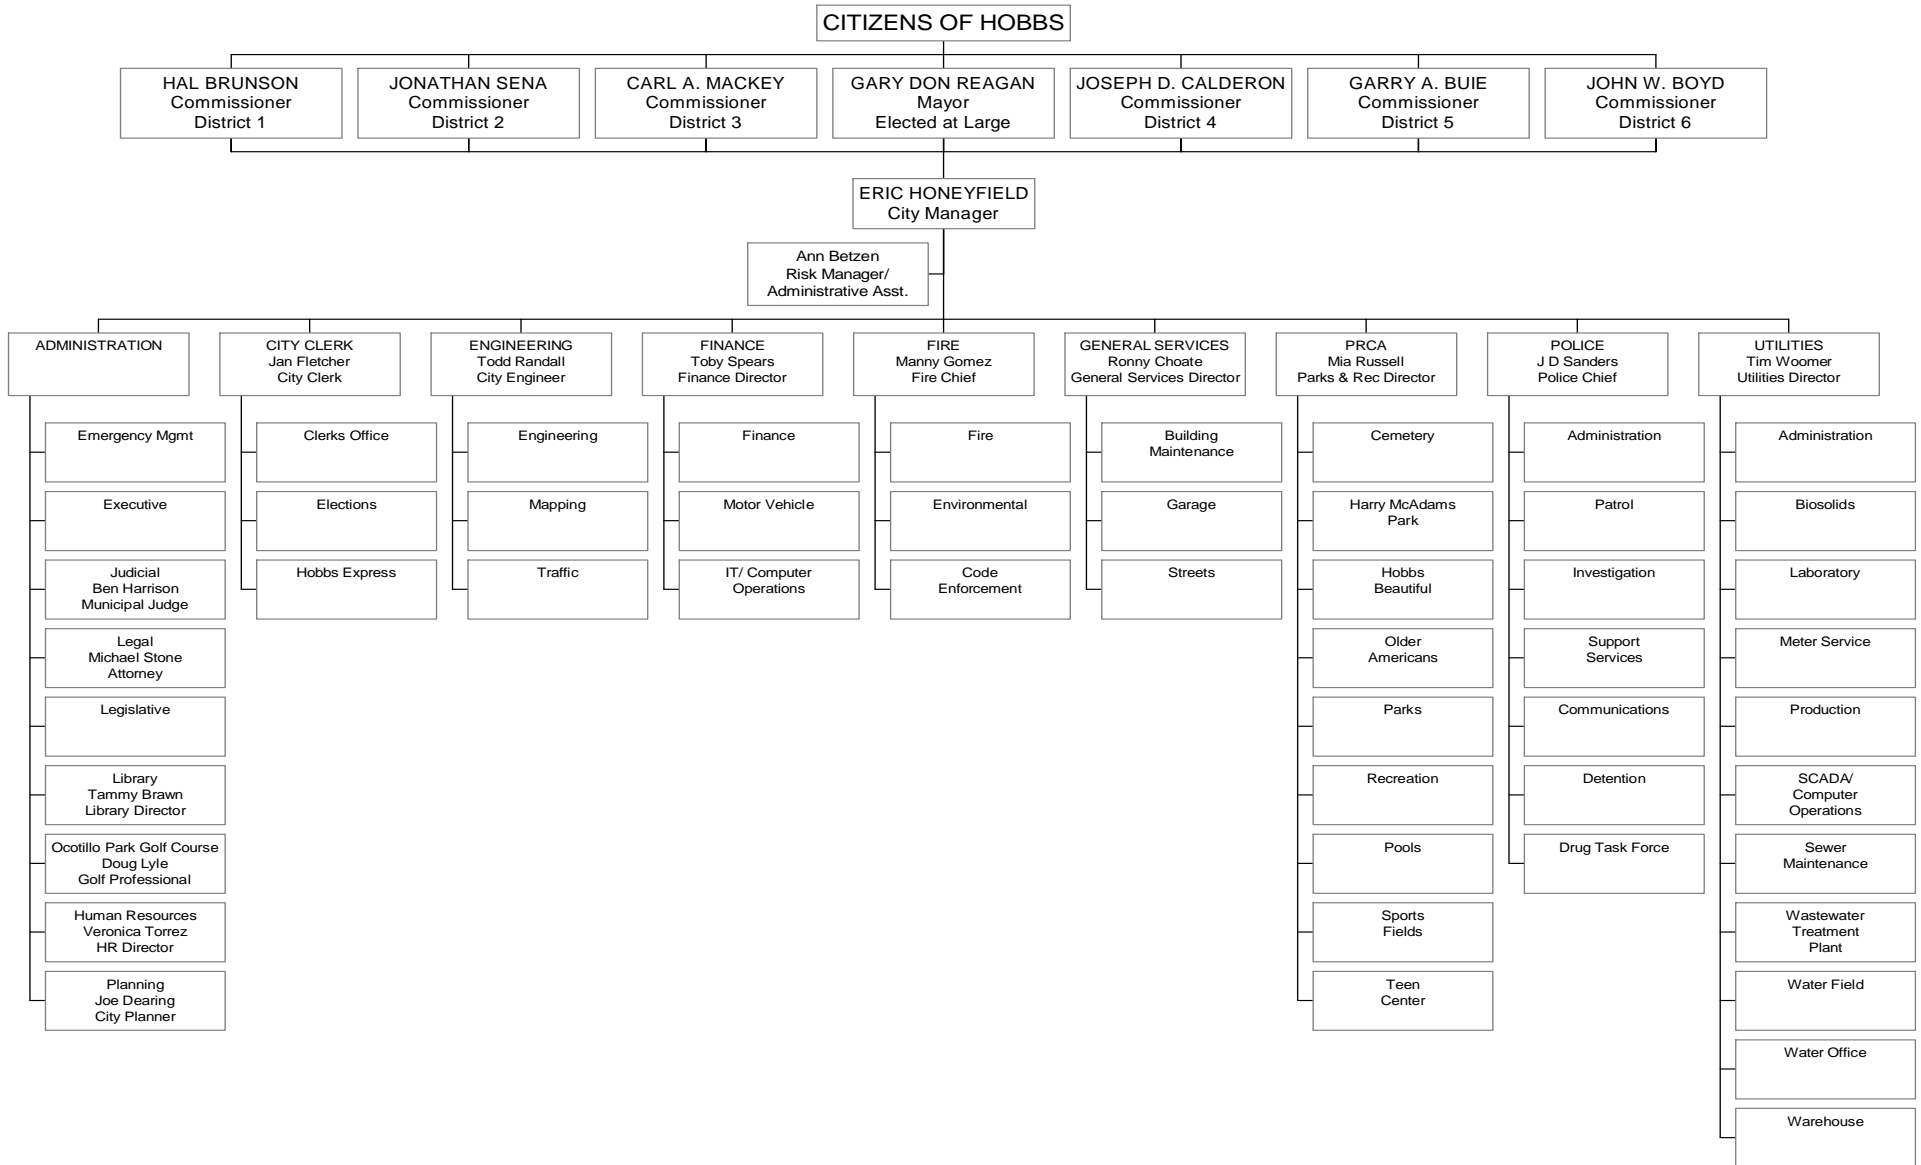 CITIZENS OF HOBBS
HAL BRUNSON
Commissioner
District 1
JONATHAN SENA
Commissioner
District 2
CARL A. MACKEY
Commissioner
District 3
GARY DON REAGAN
Mayor
Elected at Large
JOSEPH D. CALDERON
Commissioner
District 4
GARRY A. BUIE
Commissioner
District 5
JOHN W. BOYD
Commissioner
District 6
ERIC HONEYFIELD
City Manager
Ann Betzen
Risk Manager/
Administrative Asst.
ADMINISTRATION
Emergency Mgmt
Executive
Judicial
Ben Harrison
Municipal Judge
Legal
Michael Stone
Attorney
Legislative
Library
Tammy Brawn
Library Director
Ocotillo Park Golf Course
Doug Lyle
Golf Professional
Human Resources
Veronica Torrez
HR Director
Planning
Joe Dearing
City Planner
CITY CLERK
Jan Fletcher
City Clerk
Clerks Office
Elections
Hobbs Express
ENGINEERING
Todd Randall
City Engineer
Engineering
Mapping
Traffic
FINANCE
Toby Spears
Finance Director
Finance
Motor Vehicle
IT/ Computer
Operations
FIRE
Manny Gomez
Fire Chief
Fire
Environmental
Code
Enforcement
GENERAL SERVICES
Ronny Choate
General Services Director
Building
Maintenance
Garage
Streets
PRCA
Mia Russell
Parks & Rec Director
Cemetery
Harry McAdams
Park
Hobbs
Beautiful
Older
Americans
Parks
Recreation
Pools
Sports
Fields
Teen
Center
POLICE
J D Sanders
Police Chief
Administration
Patrol
Investigation
Support
Services
Communications
Detention
Drug Task Force
UTILITIES
Tim Woomer
Utilities Director
Administration
Biosolids
Laboratory
Meter Service
Production
SCADA/
Computer
Operations
Sewer
Maintenance
Wastewater
Treatment
Plant
Water Field
Water Office
Warehouse